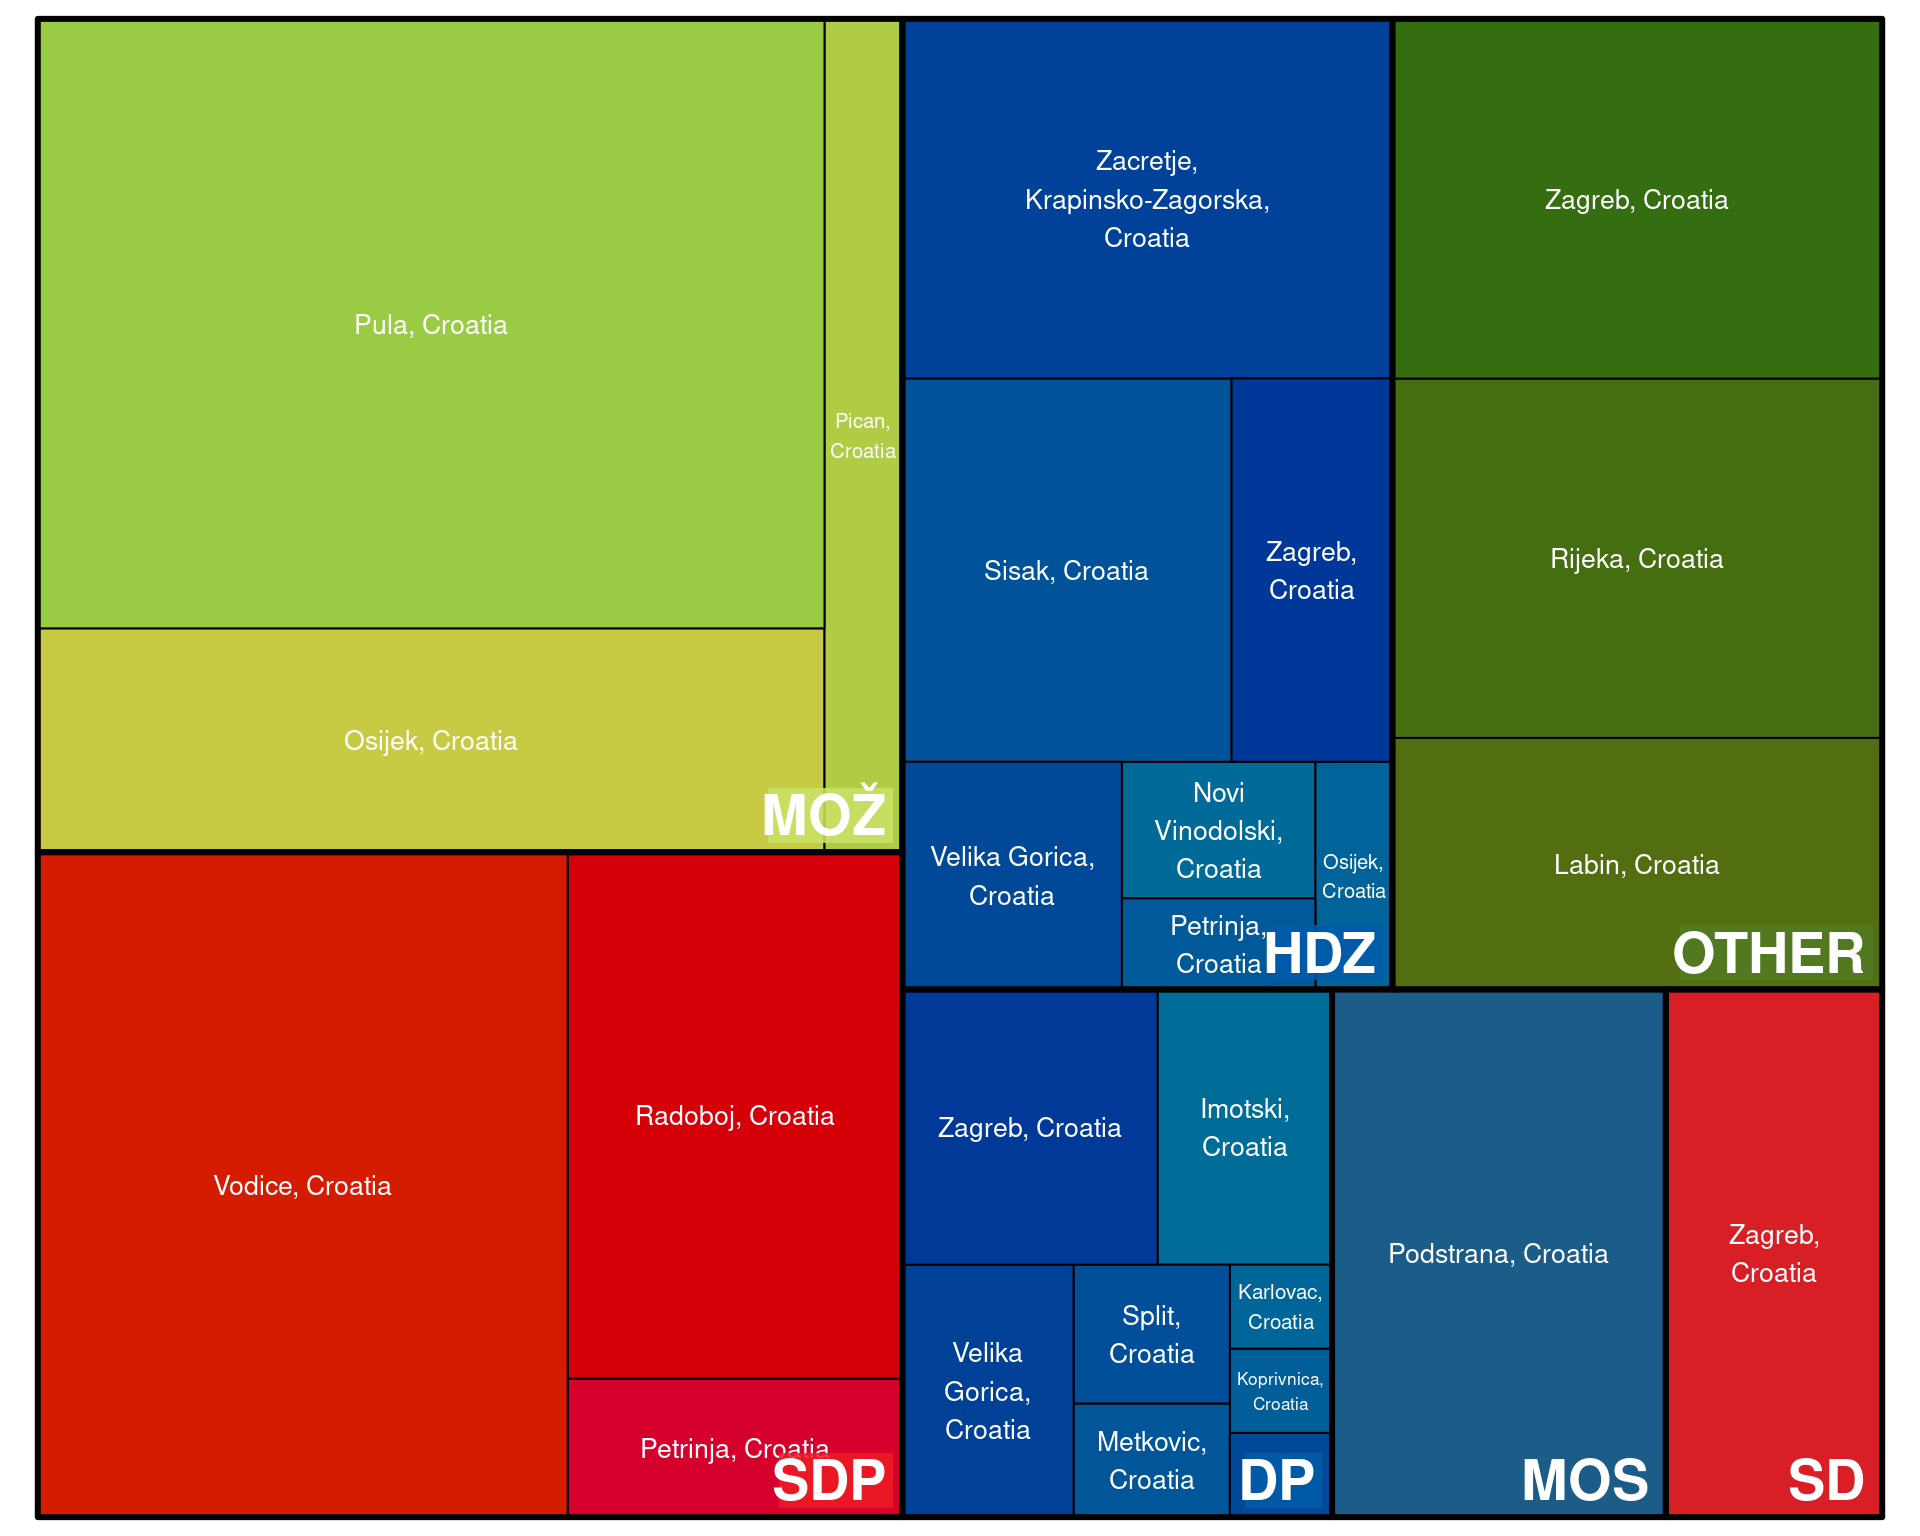 Pula, Croatia
Pican,
Croatia
Osijek, Croatia
MOŽ
Vodice, Croatia
Radoboj, Croatia
Petrinja, Croatia
SDP
Zacretje,
Krapinsko-Zagorska,
Croatia
Sisak, Croatia
Zagreb,
Croatia
Velika Gorica,
Croatia
Novi
Vinodolski,
Croatia
Petrinja,
Croatia
Osijek,
Croatia
HDZ
Zagreb, Croatia
Rijeka, Croatia
Labin, Croatia
OTHER
Zagreb, Croatia
Imotski,
Croatia
Velika
Gorica,
Croatia
Split,
Croatia
Metkovic,
Croatia
Karlovac,
Croatia
Koprivnica,
Croatia
DP
Podstrana, Croatia
MOS
Zagreb,
Croatia
SD